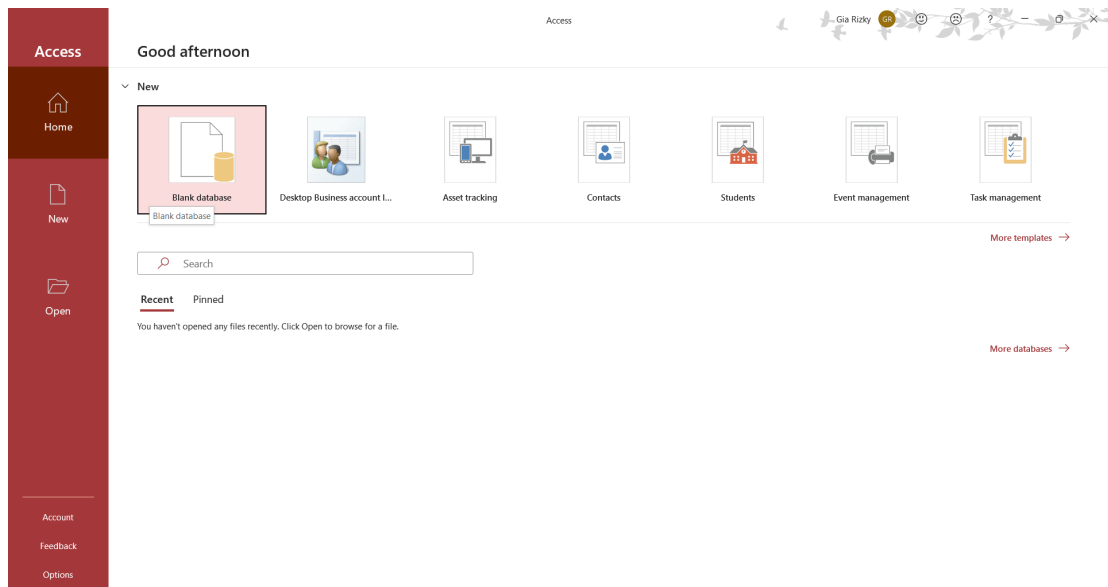 Access
Gia Rizky
GR
?
Access
Good afternoon
New
Home
Blank database
Desktop Business account l...
Asset tracking
Contacts
Students
Event management
Task management
Blank database
New
More templates
Search
Open
Recent
Pinned
You haven't opened any files recently. Click Open to browse for a file.
More databases
Account
Feedback
Options